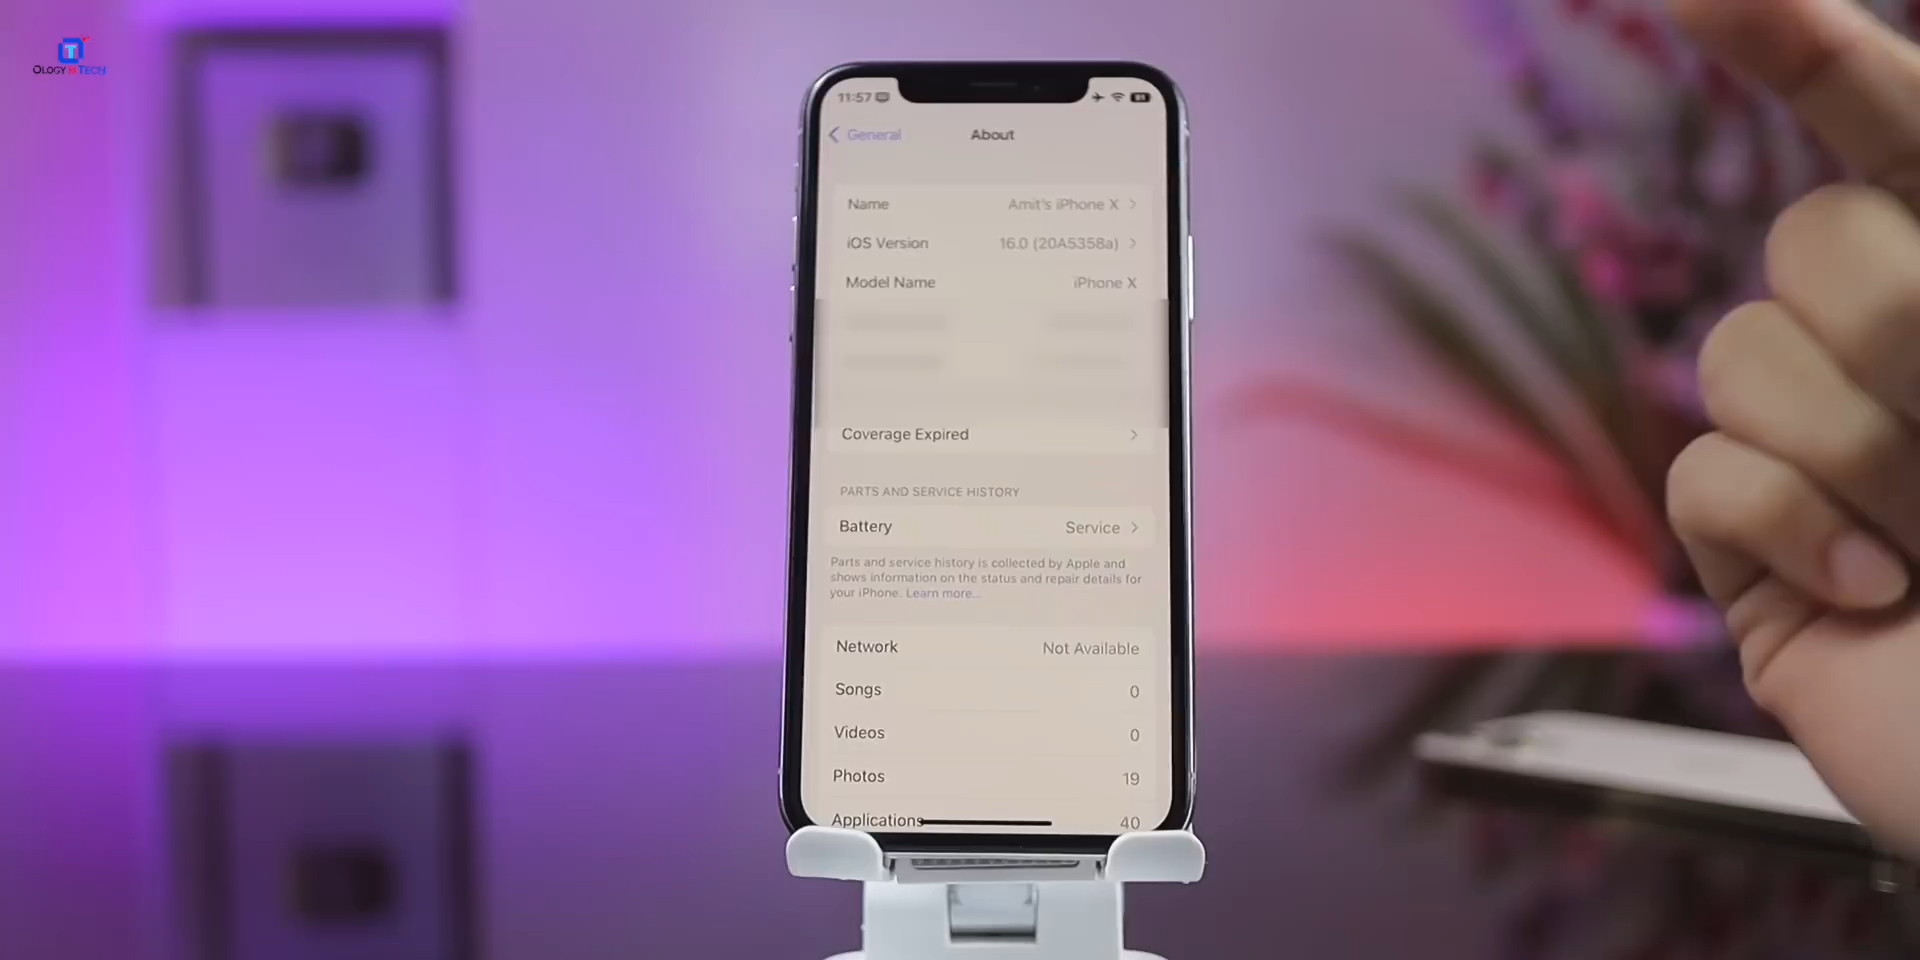 T
OLOGY N TECH
11:57
General
About
Name Amit's iPhone X
iOS Version 16.0 (20A5358a)
Model Name iPhone X
Coverage Expired
PARTS AND SERVICE HISTORY
Battery Service
Parts and service history is collected by Apple and
shows information on the status and repair details for
your iPhone. Learn more...
Network Not Available
Songs 0
Videos 0
Photos 19
Applications 40